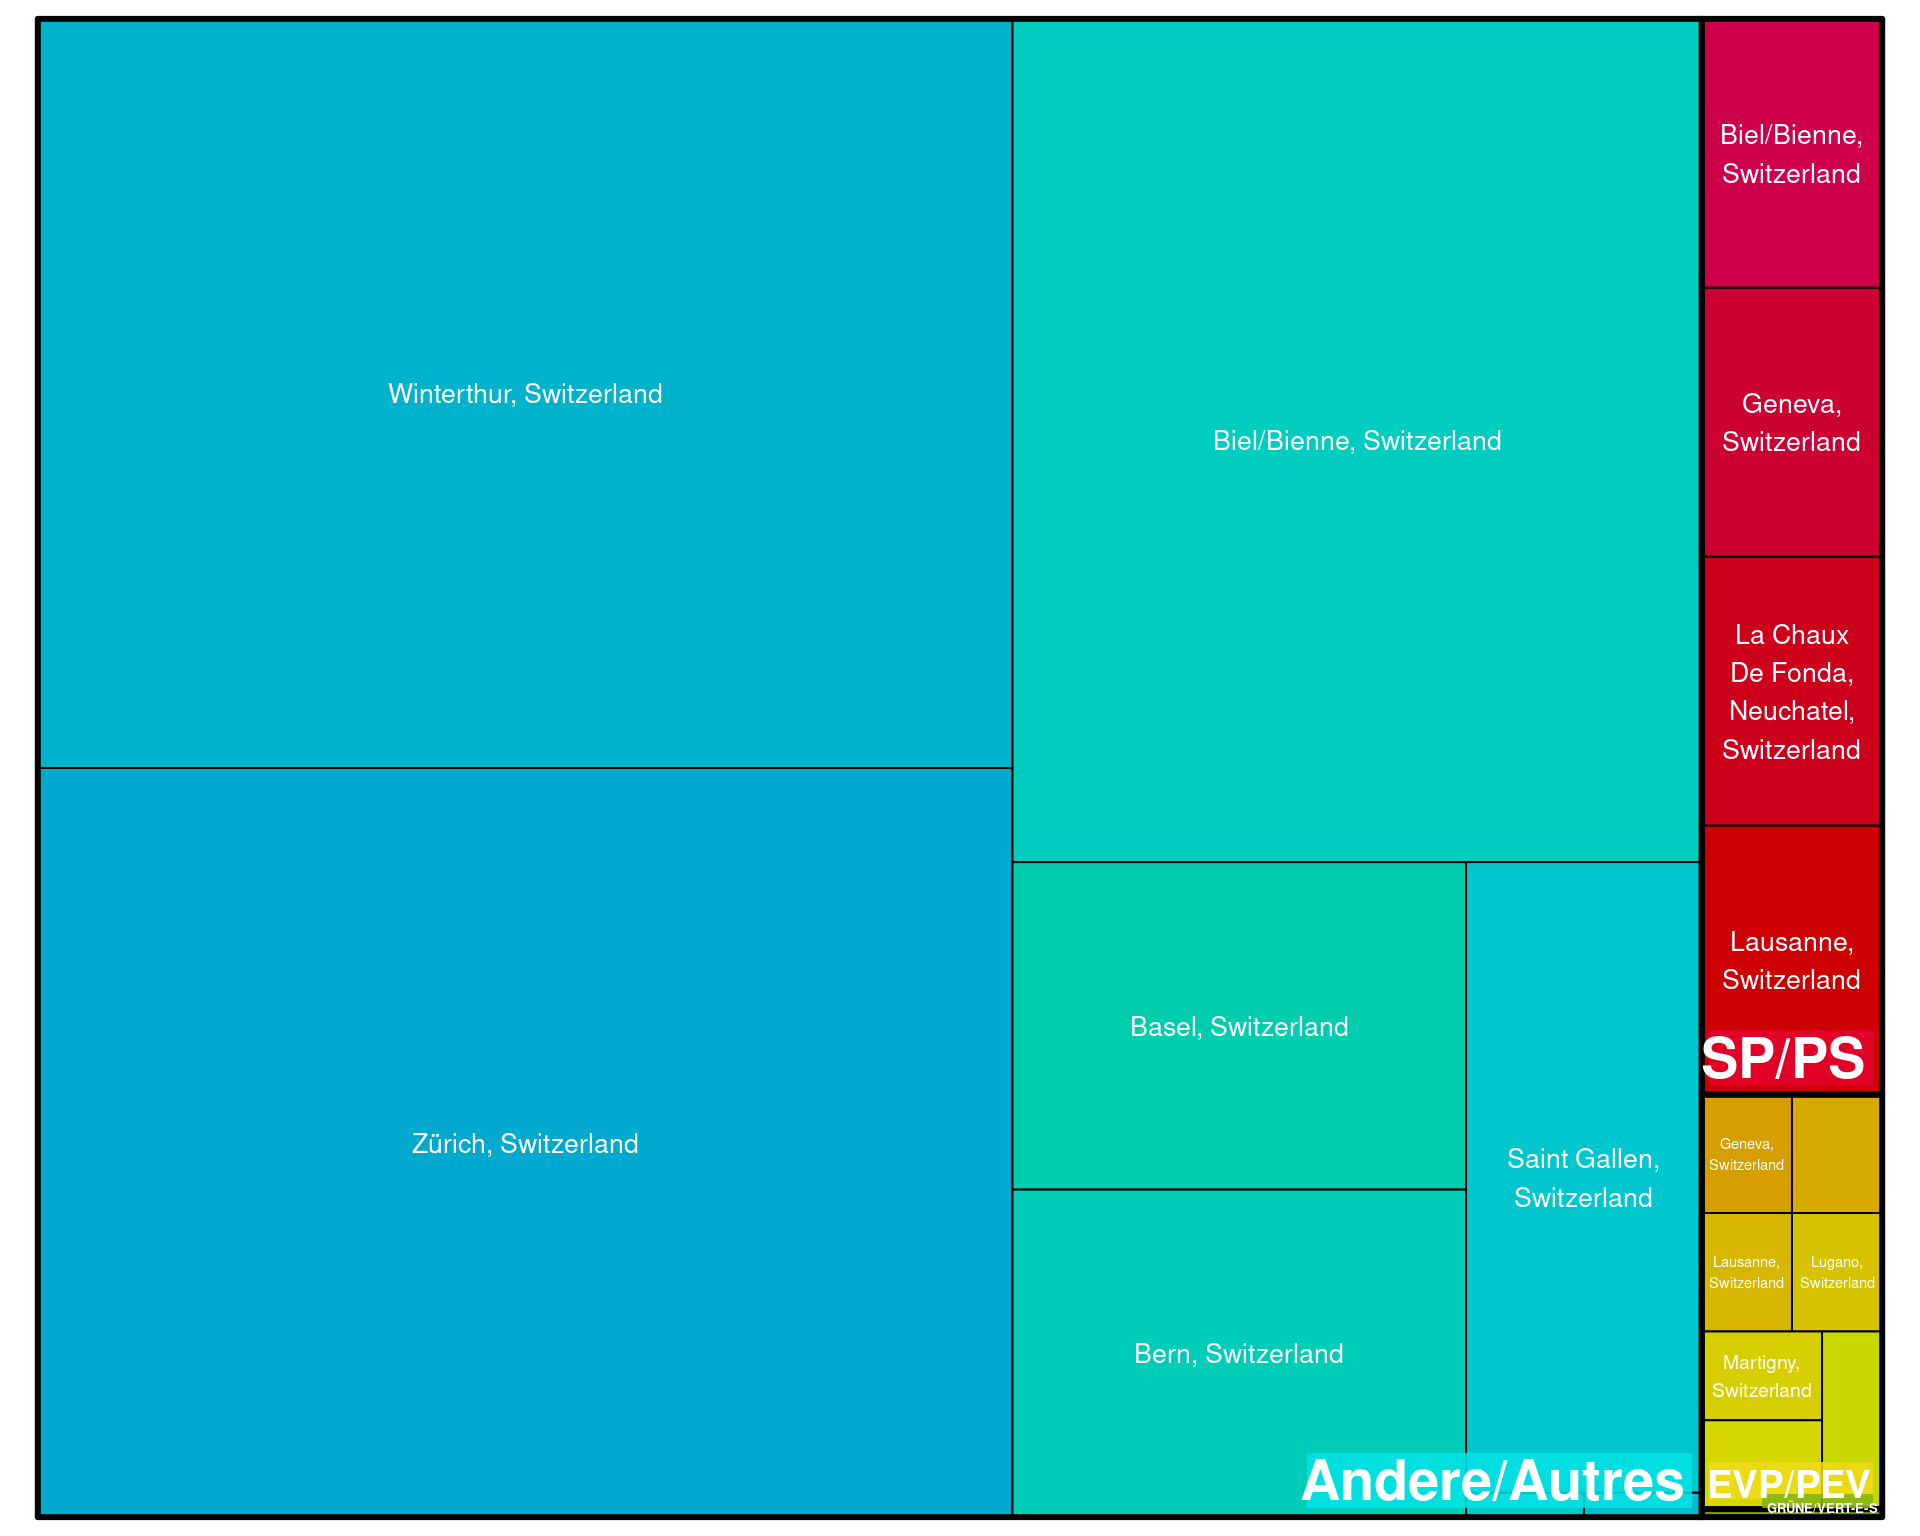 Winterthur, Switzerland
Zürich, Switzerland
Biel/Bienne, Switzerland
Basel, Switzerland
Bern, Switzerland
Saint Gallen,
Switzerland
Andere/Autres
Biel/Bienne,
Switzerland
Geneva,
Switzerland
La Chaux
De Fonda,
Neuchatel,
Switzerland
Lausanne,
Switzerland
SP/PS
Geneva,
Switzerland
Lausanne,
Switzerland
Lugano,
Switzerland
Martigny,
Switzerland
EVP/PEV
GRÜNE/VERT-E-S